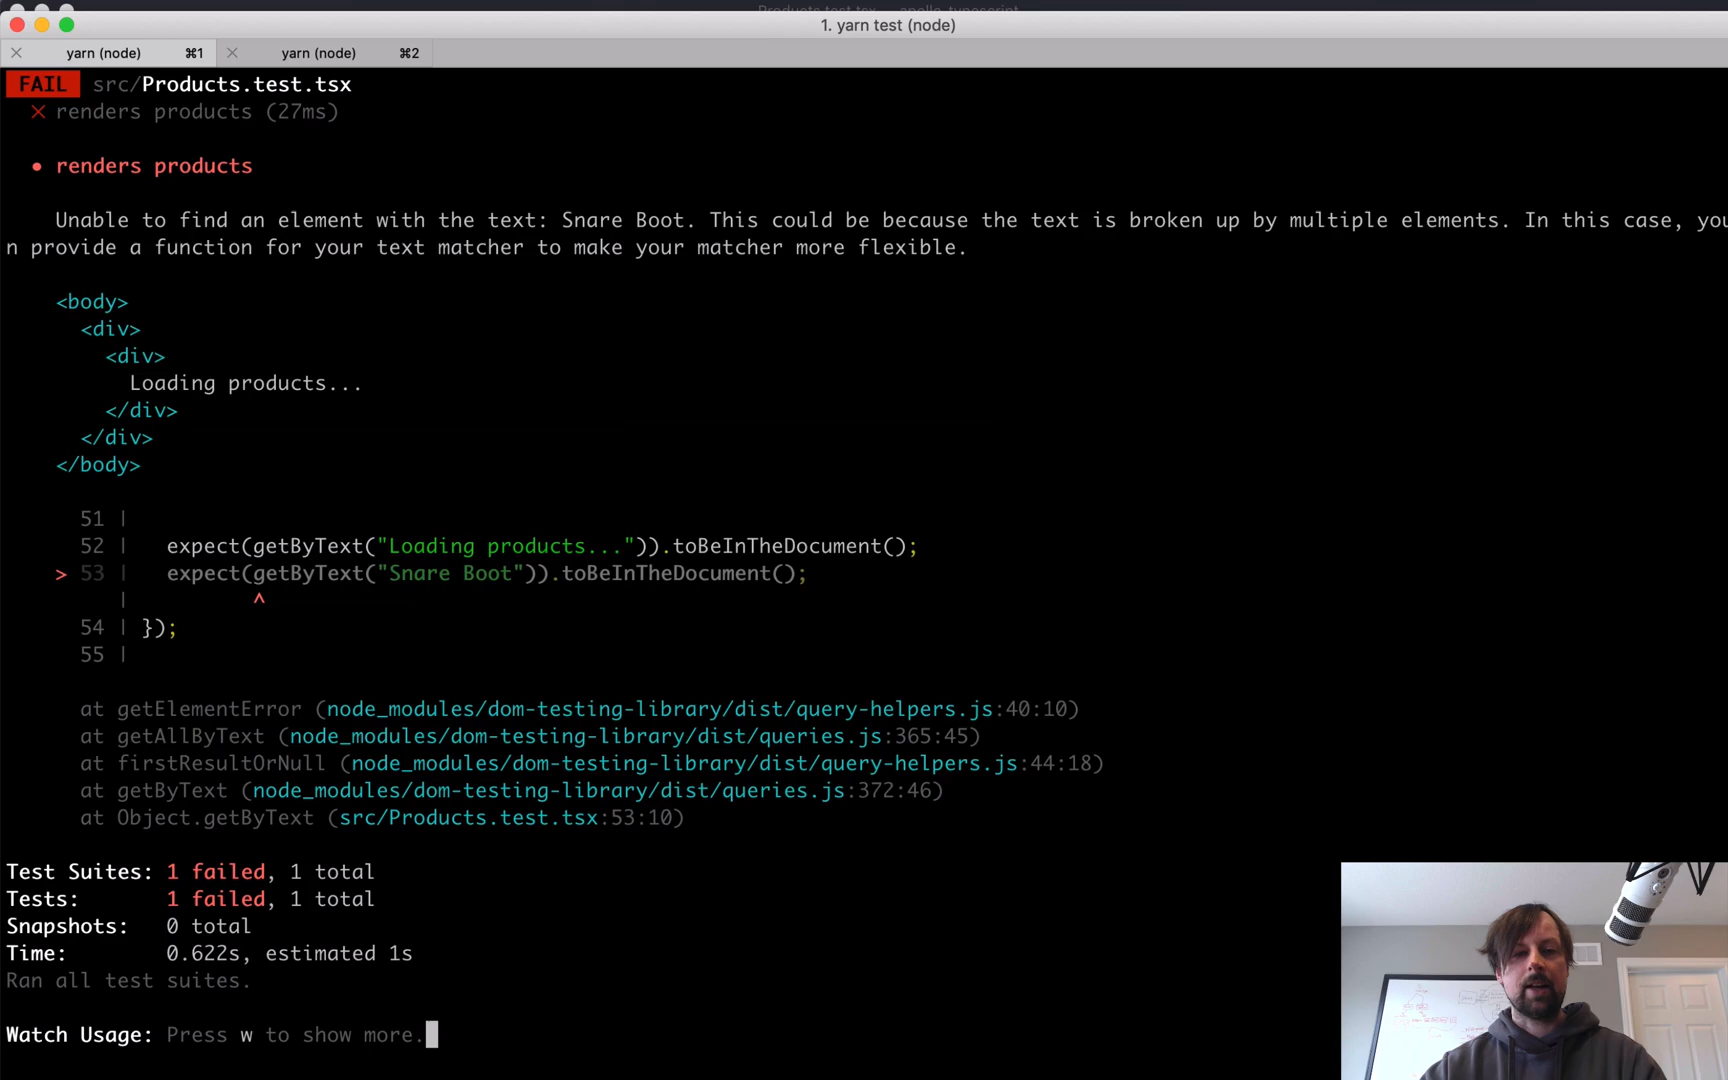 1. yarn test (node)
yarn (node) ⌘1 yarn (node) ⌘2
FAIL src/Products.test.tsx
✕ renders products (27ms)
● renders products
Unable to find an element with the text: Snare Boot. This could be because the text is broken up by multiple elements. In this case, you
n provide a function for your text matcher to make your matcher more flexible.
<body>
<div>
<div>
Loading products...
</div>
</div>
</body>
51 |
52 | expect(getByText("Loading products...")).toBeInTheDocument();
> 53 | expect(getByText("Snare Boot")).toBeInTheDocument();
| ^
54 | });
55 |
at getElementError (node_modules/dom-testing-library/dist/query-helpers.js:40:10)
at getAllByText (node_modules/dom-testing-library/dist/queries.js:365:45)
at firstResultOrNull (node_modules/dom-testing-library/dist/query-helpers.js:44:18)
at getByText (node_modules/dom-testing-library/dist/queries.js:372:46)
at Object.getByText (src/Products.test.tsx:53:10)
Test Suites: 1 failed, 1 total
Tests: 1 failed, 1 total
Snapshots: 0 total
Time: 0.622s, estimated 1s
Ran all test suites.
Watch Usage: Press w to show more.